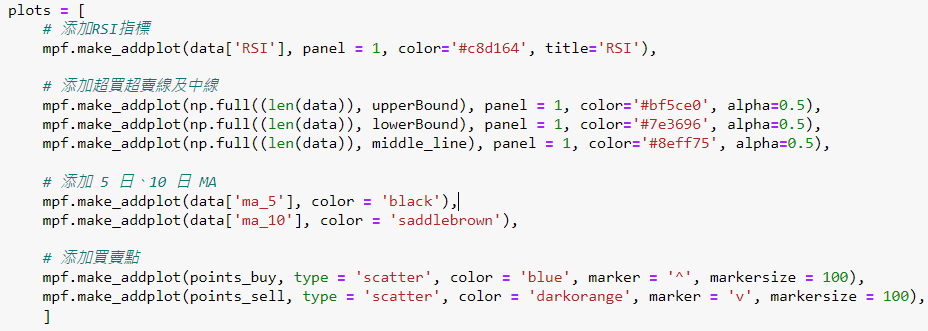 plots = [
    # 添加RSI指標
    mpf.make_addplot(data['RSI'], panel = 1, color='#c8d164', title='RSI'),

    # 添加超買超賣線及中線
    mpf.make_addplot(np.full((len(data)), upperBound), panel = 1, color='#bf5ce0', alpha=0.5),
    mpf.make_addplot(np.full((len(data)), lowerBound), panel = 1, color='#7e3696', alpha=0.5),
    mpf.make_addplot(np.full((len(data)), middle_line), panel = 1, color='#8eff75', alpha=0.5),

    # 添加 5 日、10 日 MA
    mpf.make_addplot(data['ma_5'], color = 'black'),
    mpf.make_addplot(data['ma_10'], color = 'saddlebrown'),

    # 添加買賣點
    mpf.make_addplot(points_buy, type = 'scatter', color = 'blue', marker = '^', markersize = 100),
    mpf.make_addplot(points_sell, type = 'scatter', color = 'darkorange', marker = 'v', markersize = 100),
    ]